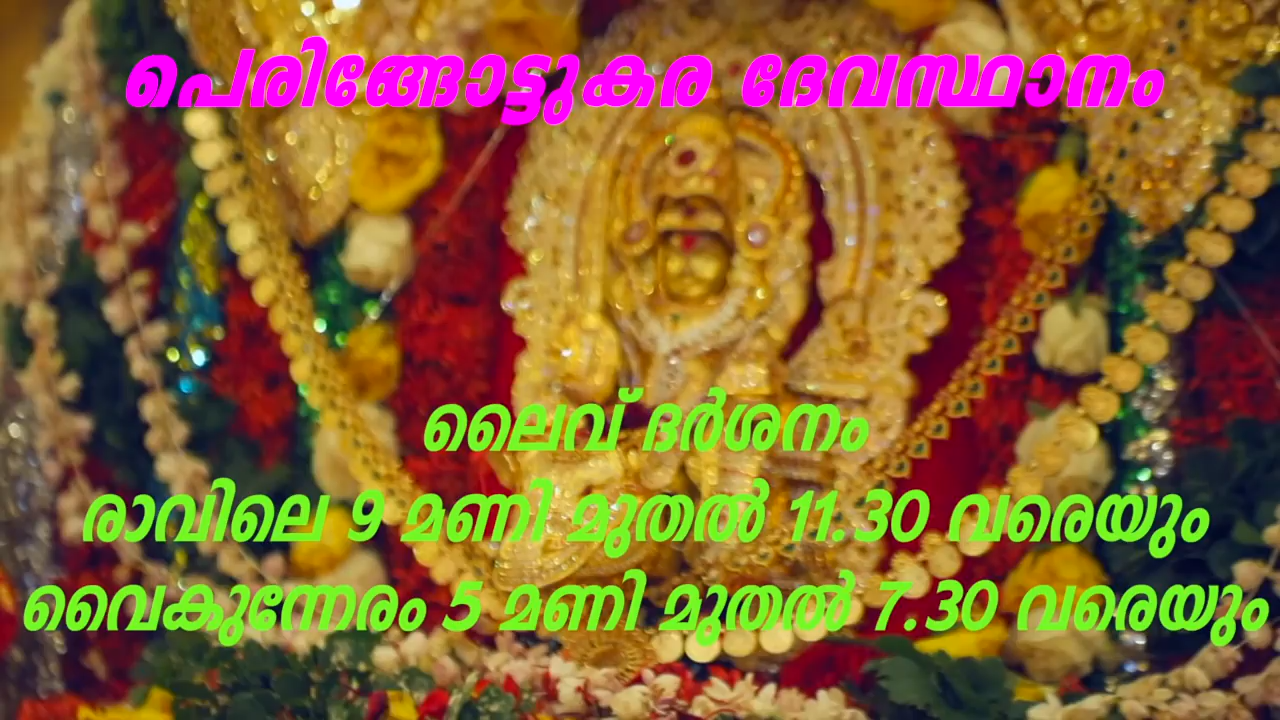 പെരിങ്ങോട്ടുകര ദേവസ്ഥാനം
ലൈവ് ദർശനം
രാവിലെ 9 മണി മുതൽ 11.30 വരെയും
വൈകുന്നേരം 5 മണി മുതൽ 7.30 വരെയും